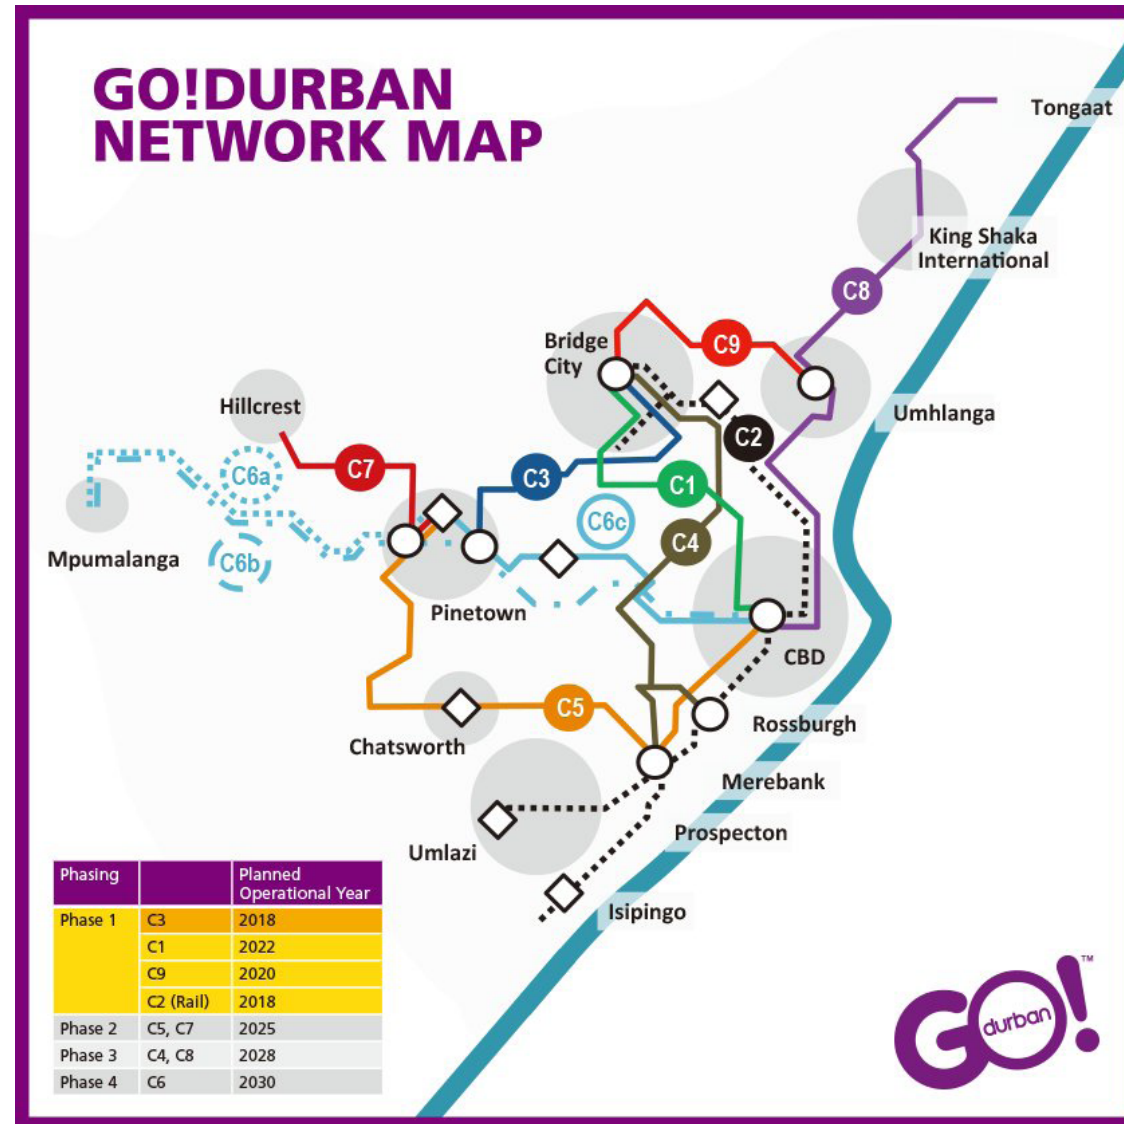 GO!DURBAN
NETWORK MAP
Tongaat
King Shaka
International
C8
Bridge
City
C9
Hillcrest
Umhlanga
C2
C7
C6a
C3
C1
C6c
C4
Mpumalanga
C6b
Pinetown
CBD
C5
Rossburgh
Chatsworth
Merebank
Prospecton
Umlazi
Isipingo
Phasing Planned
Operational Year
Phase 1 C3 2018
C1 2022
C9 2020
C2 (Rail) 2018
Phase 2 C5, C7 2025
Phase 3 C4, C8 2028
Phase 4 C6 2030
GO! TM
durban